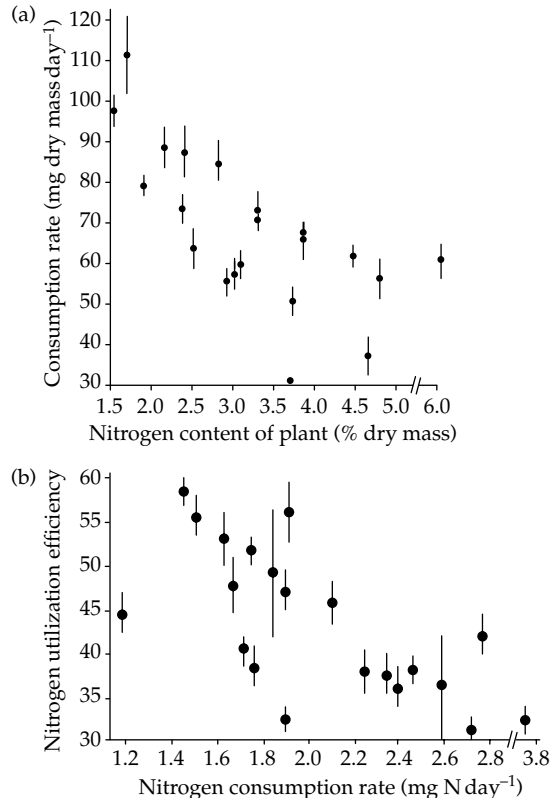 (a)
Consumption rate (mg dry mass day⁻¹)
120
110
100
90
80
70
60
50
40
30
1.5 2.0 2.5 3.0 3.5 4.0 4.5 5.0 6.0
Nitrogen content of plant (% dry mass)
(b)
Nitrogen utilization efficiency
60
55
50
45
40
35
30
1.2 1.4 1.6 1.8 2.0 2.2 2.4 2.6 2.8 3.8
Nitrogen consumption rate (mg N day⁻¹)